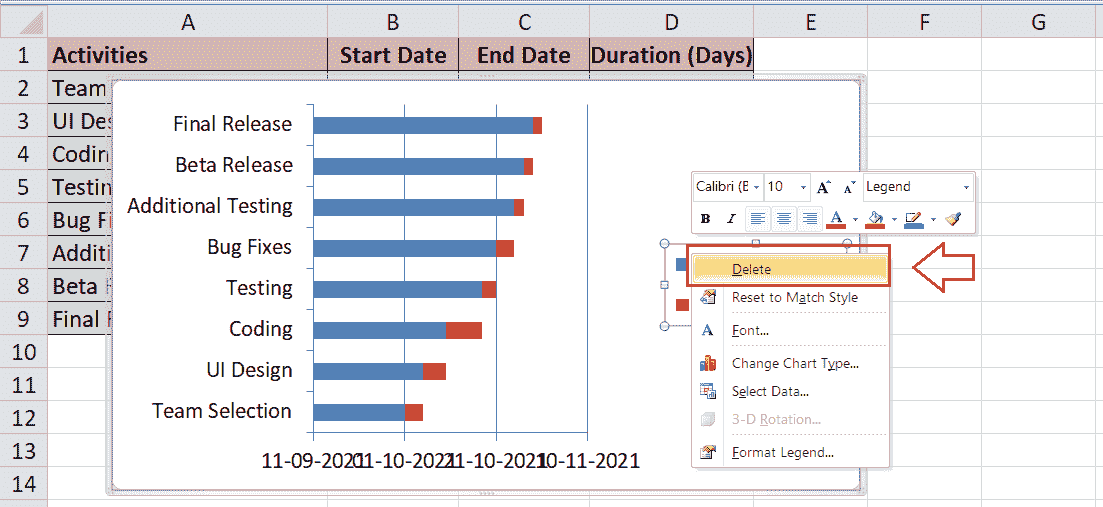 A B C D E F G
1 Activities Start Date End Date Duration (Days)
2 Team
3 UI Des
4 Codin
5 Testin
6 Bug Fi
7 Additi
8 Beta
9 Final
10
11
12
13
14
Final Release
Beta Release
Additional Testing
Bug Fixes
Testing
Coding
UI Design
Team Selection
11-09-2021 01-10-2021 21-10-2021 10-11-2021
Calibri (E 10 A A Legend
B I A
Delete
Reset to Match Style
A Font...
Change Chart Type...
Select Data...
3-D Rotation...
Format Legend...